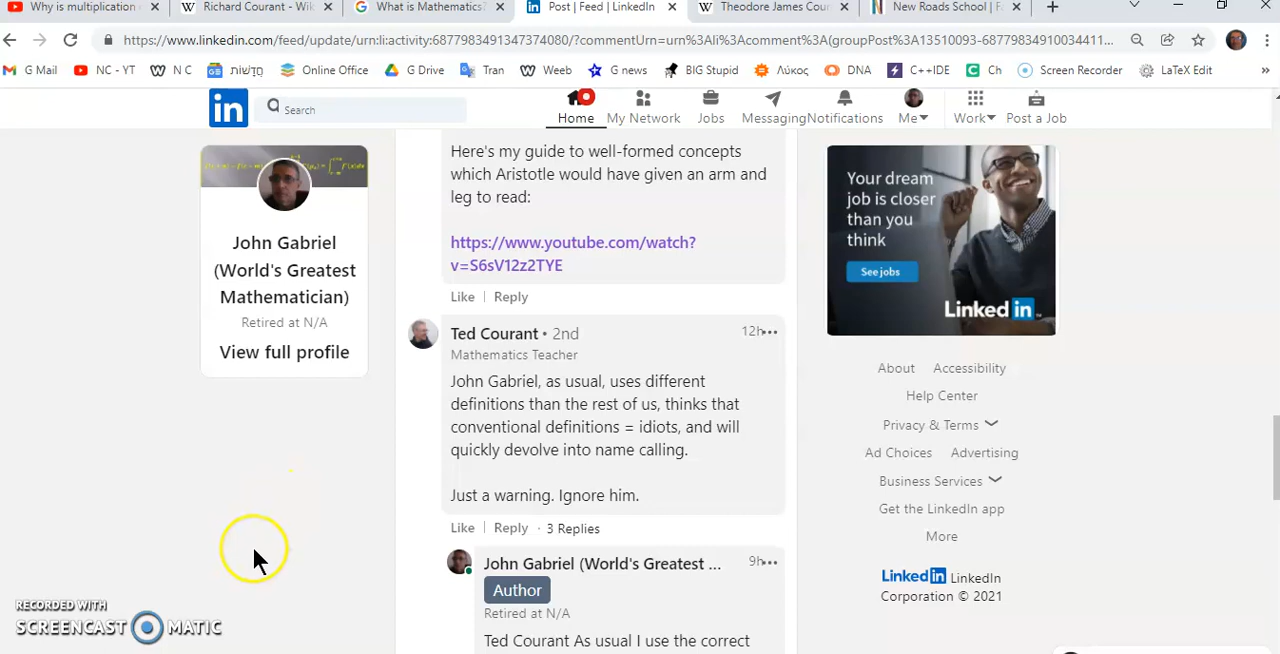 Why is multiplication
Richard Courant - Wik
What is Mathematics?
Post | Feed | LinkedIn
Theodore James Cour
New Roads School | Fa
https://www.linkedin.com/feed/update/urn:li:activity:6877983491347374080/?commentUrn=urn%3Ali%3Acomment%3A(groupPost%3A13510093-68779834910034411...
G Mail
NC - YT
N C
חֲדָשׁוֹת
Online Office
G Drive
Tran
Weeb
G news
BIG Stupid
Λύκος
DNA
C++IDE
Ch
Screen Recorder
LaTeX Edit
in
Search
Home
My Network
Jobs
Messaging
Notifications
Me
Work
Post a Job
John Gabriel
(World's Greatest
Mathematician)
Retired at N/A
View full profile
Here's my guide to well-formed concepts
which Aristotle would have given an arm and
leg to read:
https://www.youtube.com/watch?
v=S6sV12z2TYE
Like | Reply
Ted Courant • 2nd
12h
Mathematics Teacher
John Gabriel, as usual, uses different
definitions than the rest of us, thinks that
conventional definitions = idiots, and will
quickly devolve into name calling.
Just a warning. Ignore him.
Like | Reply · 3 Replies
John Gabriel (World's Greatest ...
9h
Author
Retired at N/A
Ted Courant As usual I use the correct
Your dream
job is closer
than you
think
See jobs
LinkedIn
About
Accessibility
Help Center
Privacy & Terms
Ad Choices
Advertising
Business Services
Get the LinkedIn app
More
LinkedIn LinkedIn
Corporation © 2021
RECORDED WITH
SCREENCAST MATIC